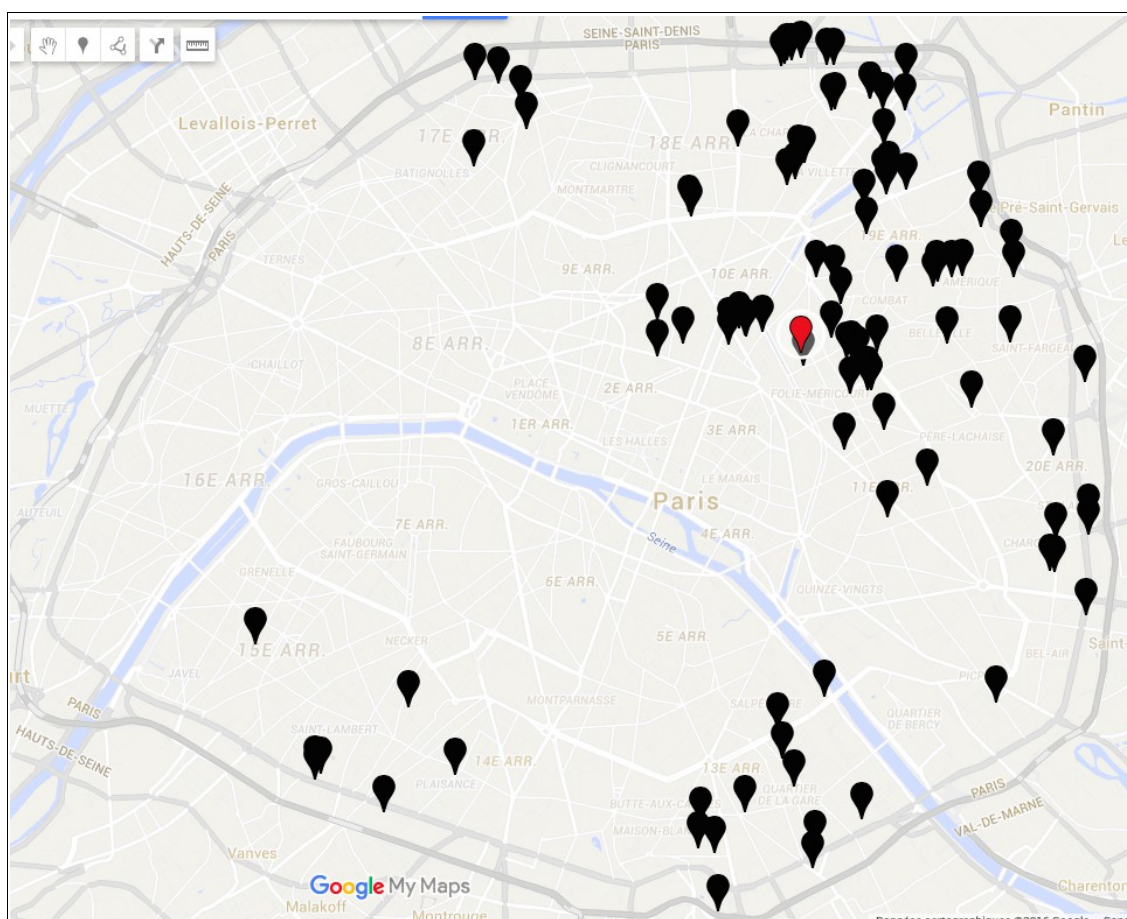 SEINE-SAINT-DENIS
PARIS
Levallois-Perret
17E ARR.
18E ARR.
Pantin
BATIGNOLLES
CLIGNANCOURT
MONTMARTRE
LA VILLETTE
Pré-Saint-Gervais
HAUTS-DE-SEINE
PARIS
TERNES
9E ARR.
10E ARR.
19E ARR.
AMÉRIQUE
COMBAT
8E ARR.
BELLEVILLE
SAINT-FARGEAU
CHAILLOT
PLACE
VENDÔME
2E ARR.
FOLIE-MÉRICOURT
MUETTE
1ER ARR.
LES HALLES
3E ARR.
PÈRE-LACHAISE
20E ARR.
16E ARR.
GROS-CAILLOU
LE MARAIS
11E ARR.
AUTEUIL
Paris
7E ARR.
4E ARR.
FAUBOURG
SAINT-GERMAIN
Seine
GRENELLE
6E ARR.
QUINZE-VINGTS
5E ARR.
15E ARR.
NECKER
BEL-AIR
Saint-
JAVEL
MONTPARNASSE
PARIS
SAINT-LAMBERT
QUARTIER
DE BERCY
HAUTS-DE-SEINE
14E ARR.
13E ARR.
PLAISANCE
QUARTIER
DE LA GARE
PARIS
BUTTE-AUX-CAILLES
VAL-DE-MARNE
Vanves
Google My Maps
Malakoff
Montrouge
Charenton